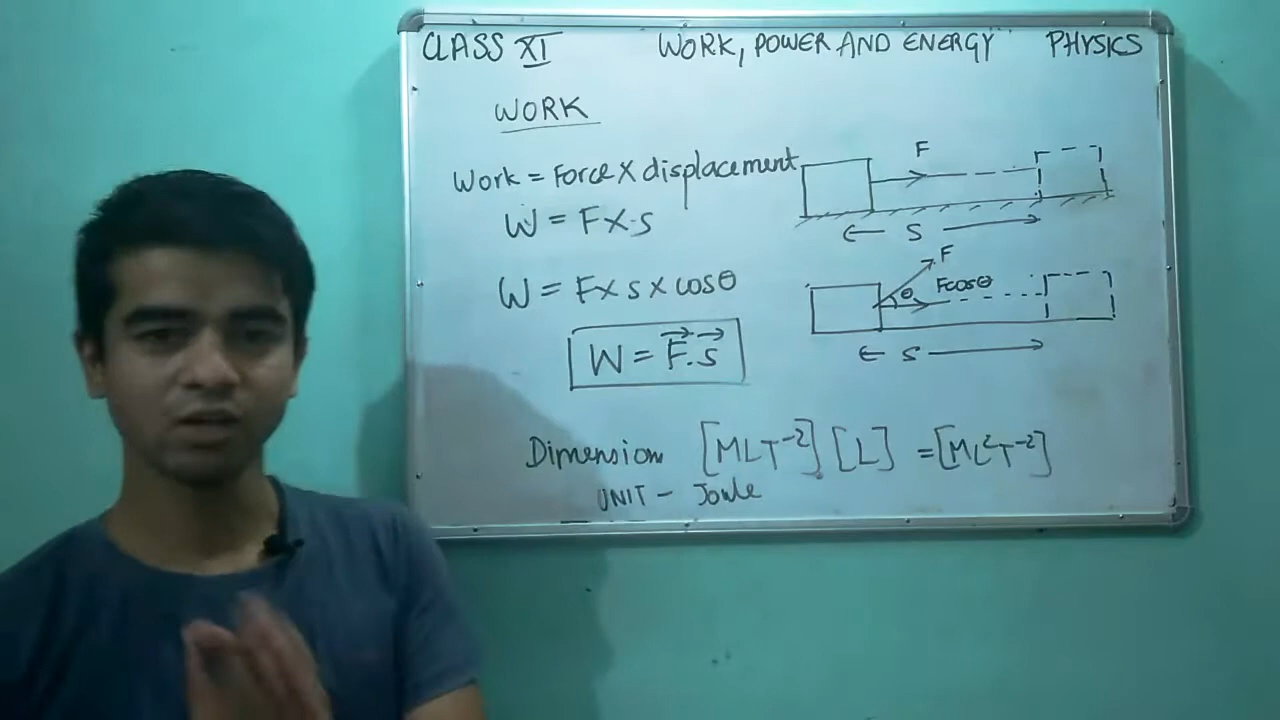 CLASS XI WORK, POWER AND ENERGY PHYSICS
WORK
Work = Force X displacement
W = F X S
F
S
W = F X S X cosθ
F
θ
Fcosθ
W = F⃗.s⃗
S
Dimension [MLT⁻²] [L] = [ML²T⁻²]
UNIT - Joule